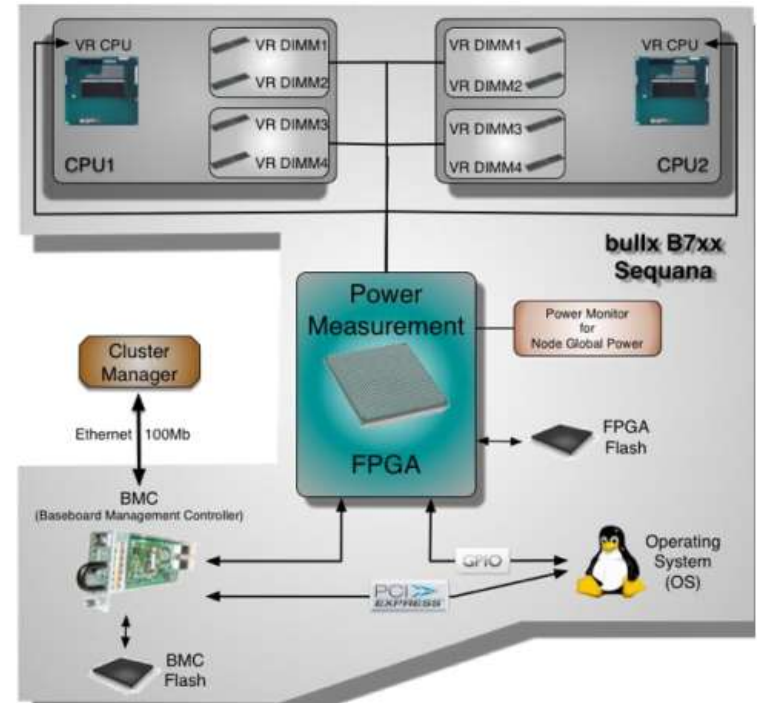 VR CPU
VR DIMM1
VR DIMM2
VR DIMM3
VR DIMM4
CPU1
VR DIMM1
VR DIMM2
VR DIMM3
VR DIMM4
VR CPU
CPU2
bullx B7xx
Sequana
Power
Measurement
FPGA
Power Monitor
for
Node Global Power
Cluster
Manager
Ethernet
100Mb
FPGA
Flash
BMC
(Baseboard Management Controller)
GPIO
PCI
EXPRESS
Operating
System
(OS)
BMC
Flash